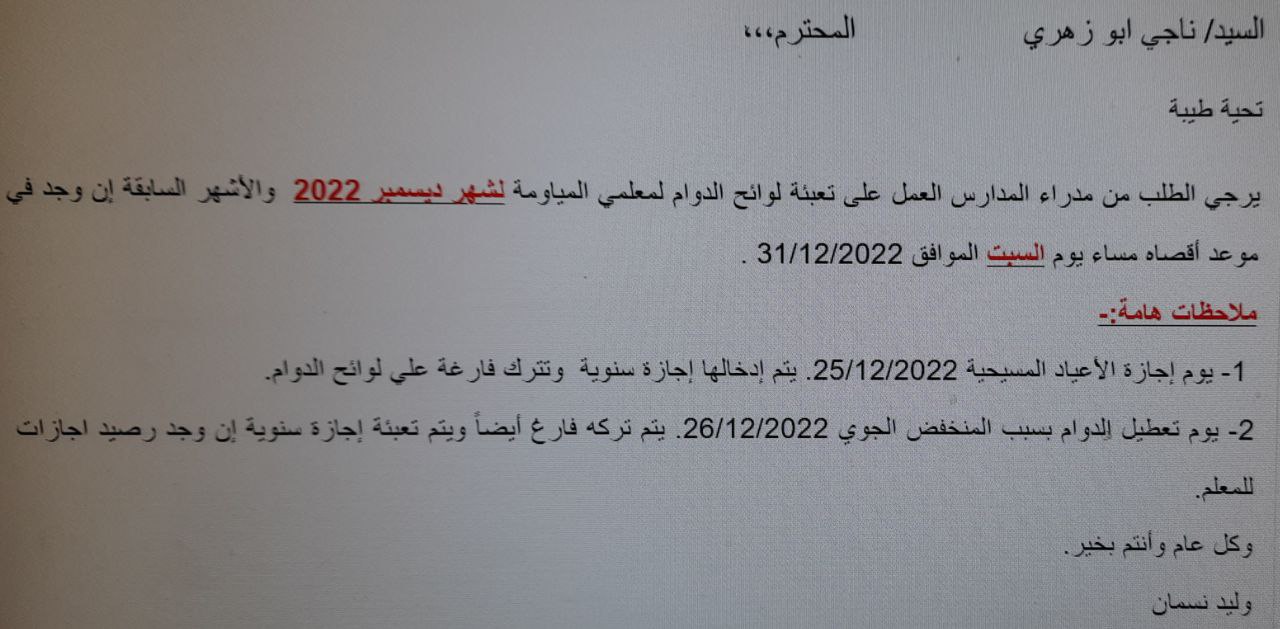 السيد/ ناجي ابو زهري المحترم،،،
تحية طيبة
يرجي الطلب من مدراء المدارس العمل على تعبئة لوائح الدوام لمعلمي المياومة لشهر ديسمبر 2022 والأشهر السابقة إن وجد في
موعد أقصاه مساء يوم السبت الموافق 31/12/2022 .
ملاحظات هامة:-
1- يوم إجازة الأعياد المسيحية 25/12/2022. يتم إدخالها إجازة سنوية وتترك فارغة علي لوائح الدوام.
2- يوم تعطيل الدوام بسبب المنخفض الجوي 26/12/2022. يتم تركه فارغ أيضاً ويتم تعبئة إجازة سنوية إن وجد رصيد اجازات
للمعلم.
وكل عام وأنتم بخير.
وليد نسمان